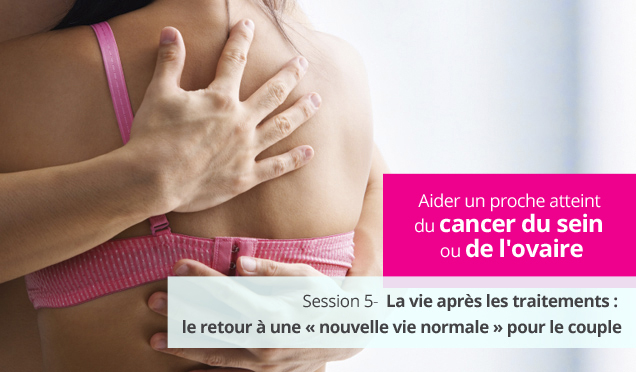 Aider un proche atteint
du cancer du sein
ou de l'ovaire
Session 5- La vie après les traitements :
le retour à une « nouvelle vie normale » pour le couple